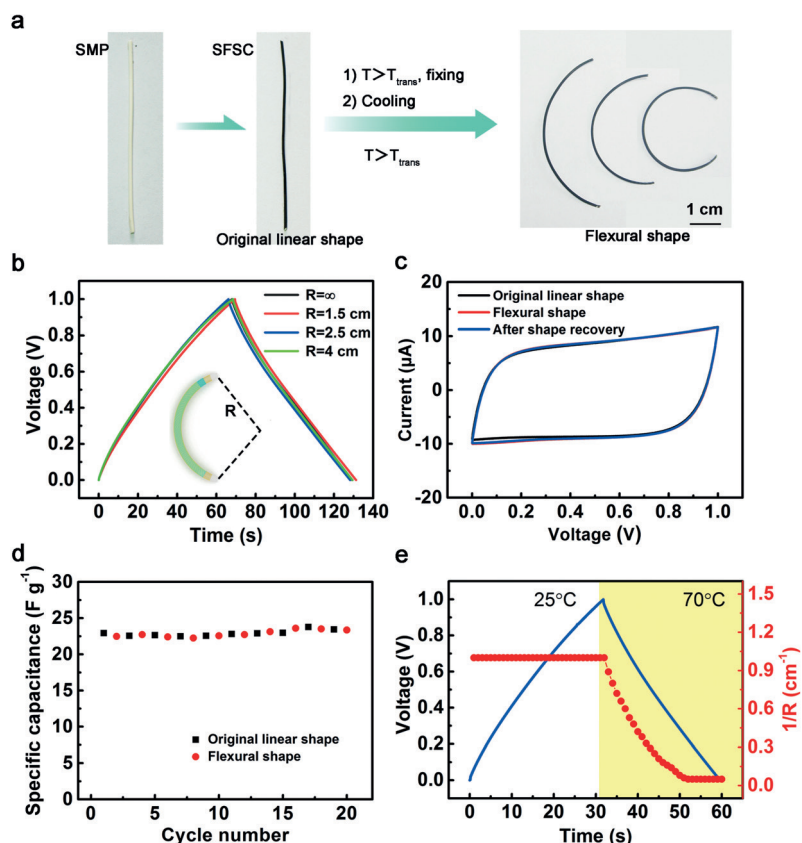 a
SMP
SFSC
1) T>Ttrans, fixing
2) Cooling
T>Ttrans
Original linear shape
1 cm
Flexural shape
b
Voltage (V)
1.0
0.8
0.6
0.4
0.2
0.0
R=∞
R=1.5 cm
R=2.5 cm
R=4 cm
R
0 20 40 60 80 100 120 140
Time (s)
c
Current (μA)
20
10
0
-10
-20
Original linear shape
Flexural shape
After shape recovery
0.0 0.2 0.4 0.6 0.8 1.0
Voltage (V)
d
Specific capacitance (F g-1)
30
25
20
15
10
5
0
Original linear shape
Flexural shape
0 5 10 15 20
Cycle number
e
Voltage (V)
1.0
0.8
0.6
0.4
0.2
0.0
25°C
70°C
1.5
1.2
0.9
0.6
0.3
0.0
1/R (cm-1)
0 10 20 30 40 50 60
Time (s)